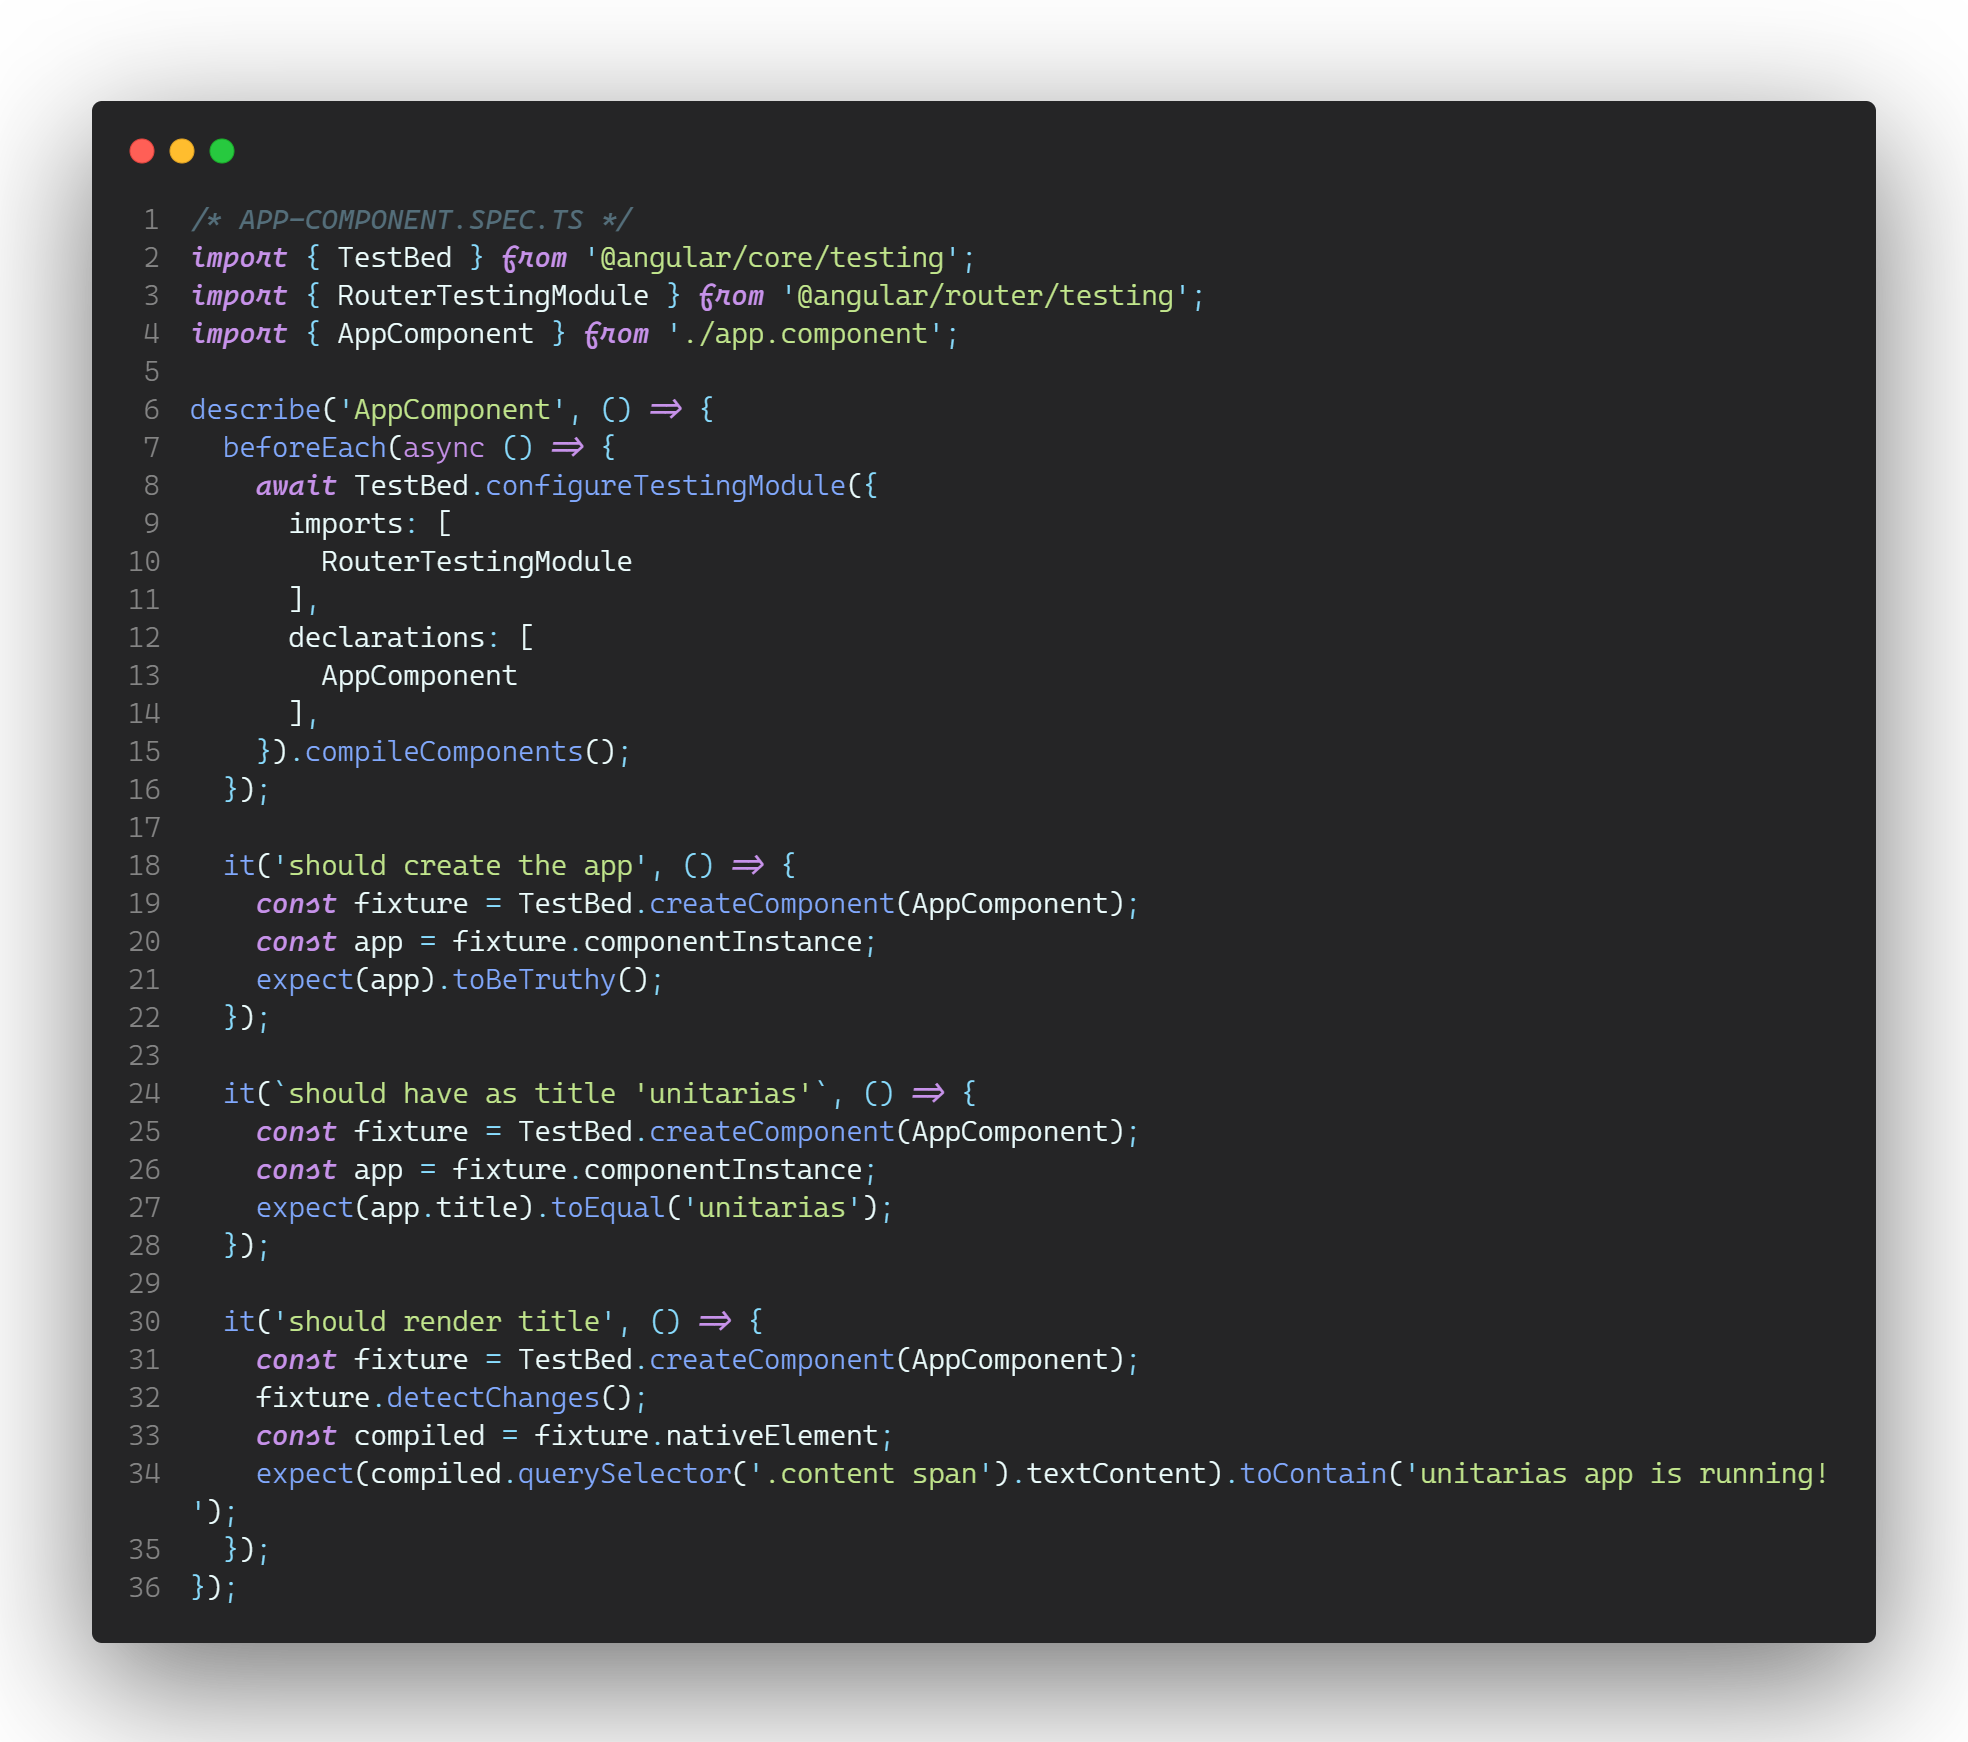 1 /* APP-COMPONENT.SPEC.TS */
2 import { TestBed } from '@angular/core/testing';
3 import { RouterTestingModule } from '@angular/router/testing';
4 import { AppComponent } from './app.component';
5
6 describe('AppComponent', () => {
7   beforeEach(async () => {
8     await TestBed.configureTestingModule({
9       imports: [
10         RouterTestingModule
11       ],
12       declarations: [
13         AppComponent
14       ],
15     }).compileComponents();
16   });
17
18   it('should create the app', () => {
19     const fixture = TestBed.createComponent(AppComponent);
20     const app = fixture.componentInstance;
21     expect(app).toBeTruthy();
22   });
23
24   it(`should have as title 'unitarias'`, () => {
25     const fixture = TestBed.createComponent(AppComponent);
26     const app = fixture.componentInstance;
27     expect(app.title).toEqual('unitarias');
28   });
29
30   it('should render title', () => {
31     const fixture = TestBed.createComponent(AppComponent);
32     fixture.detectChanges();
33     const compiled = fixture.nativeElement;
34     expect(compiled.querySelector('.content span').textContent).toContain('unitarias app is running!
');
35   });
36 });